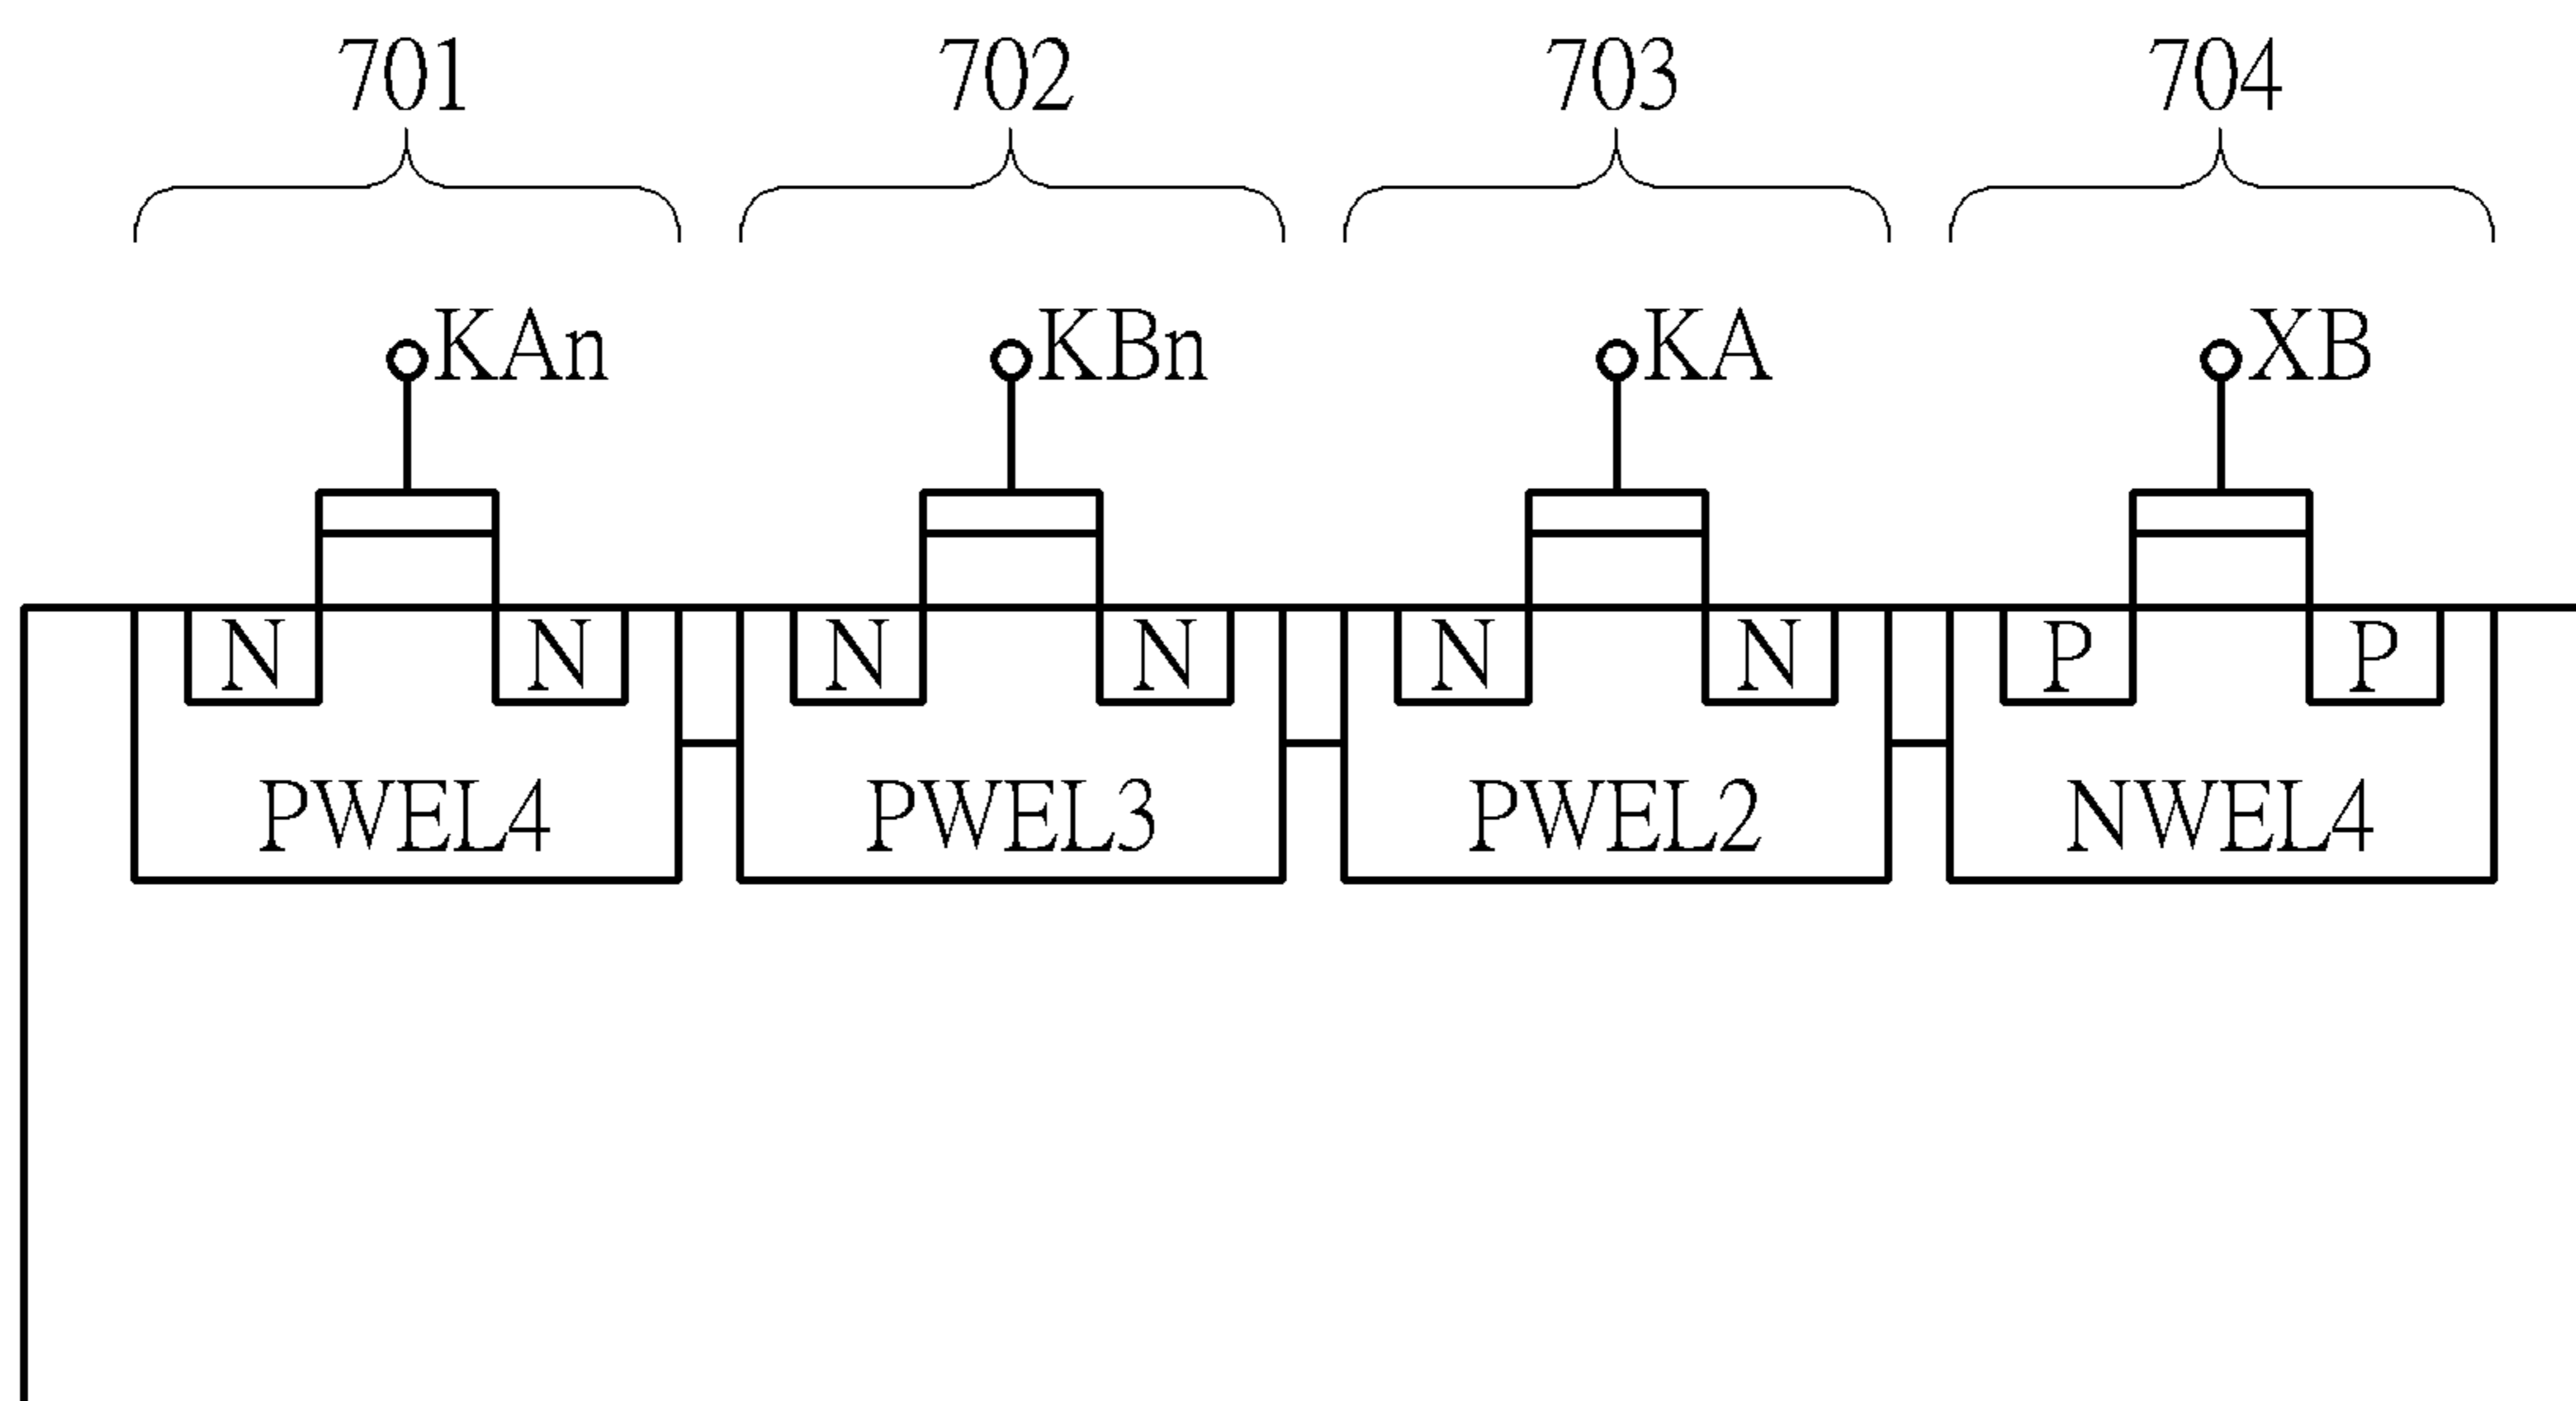 701 702 703 704
KAn KBn KA XB
N N N N N N P P
PWEL4 PWEL3 PWEL2 NWEL4